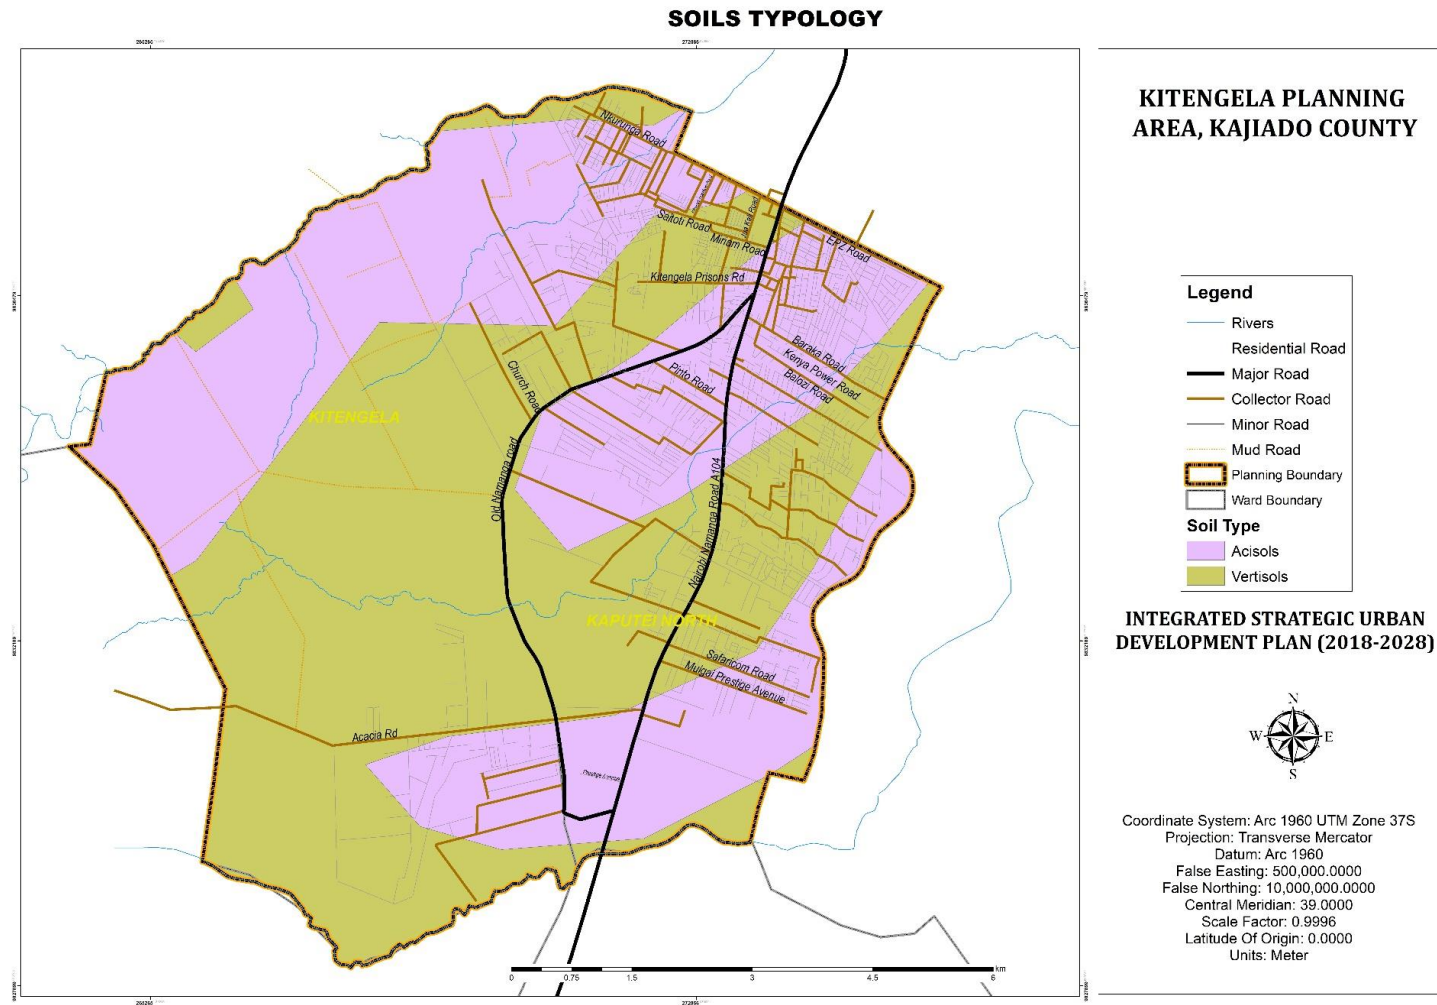 SOILS TYPOLOGY
KITENGELA PLANNING
AREA, KAJIADO COUNTY
Nkurunga Road
Saitoti Road
Minam Road
EPZ Road
Kitengela Prisons Rd
Baraka Road
Kenya Power Road
Balozi Road
Pinto Road
Church Road
KITENGELA
Old Namanga road
Nairobi Namanga Road A104
KAPUTEI NORTH
Safaricom Road
Mulgai Prestige Avenue
Acacia Rd
0 0.75 1.5 3 4.5 6 km
Legend
Rivers
Residential Road
Major Road
Collector Road
Minor Road
Mud Road
Planning Boundary
Ward Boundary
Soil Type
Acisols
Vertisols
INTEGRATED STRATEGIC URBAN
DEVELOPMENT PLAN (2018-2028)
N
W E
S
Coordinate System: Arc 1960 UTM Zone 37S
Projection: Transverse Mercator
Datum: Arc 1960
False Easting: 500,000.0000
False Northing: 10,000,000.0000
Central Meridian: 39.0000
Scale Factor: 0.9996
Latitude Of Origin: 0.0000
Units: Meter